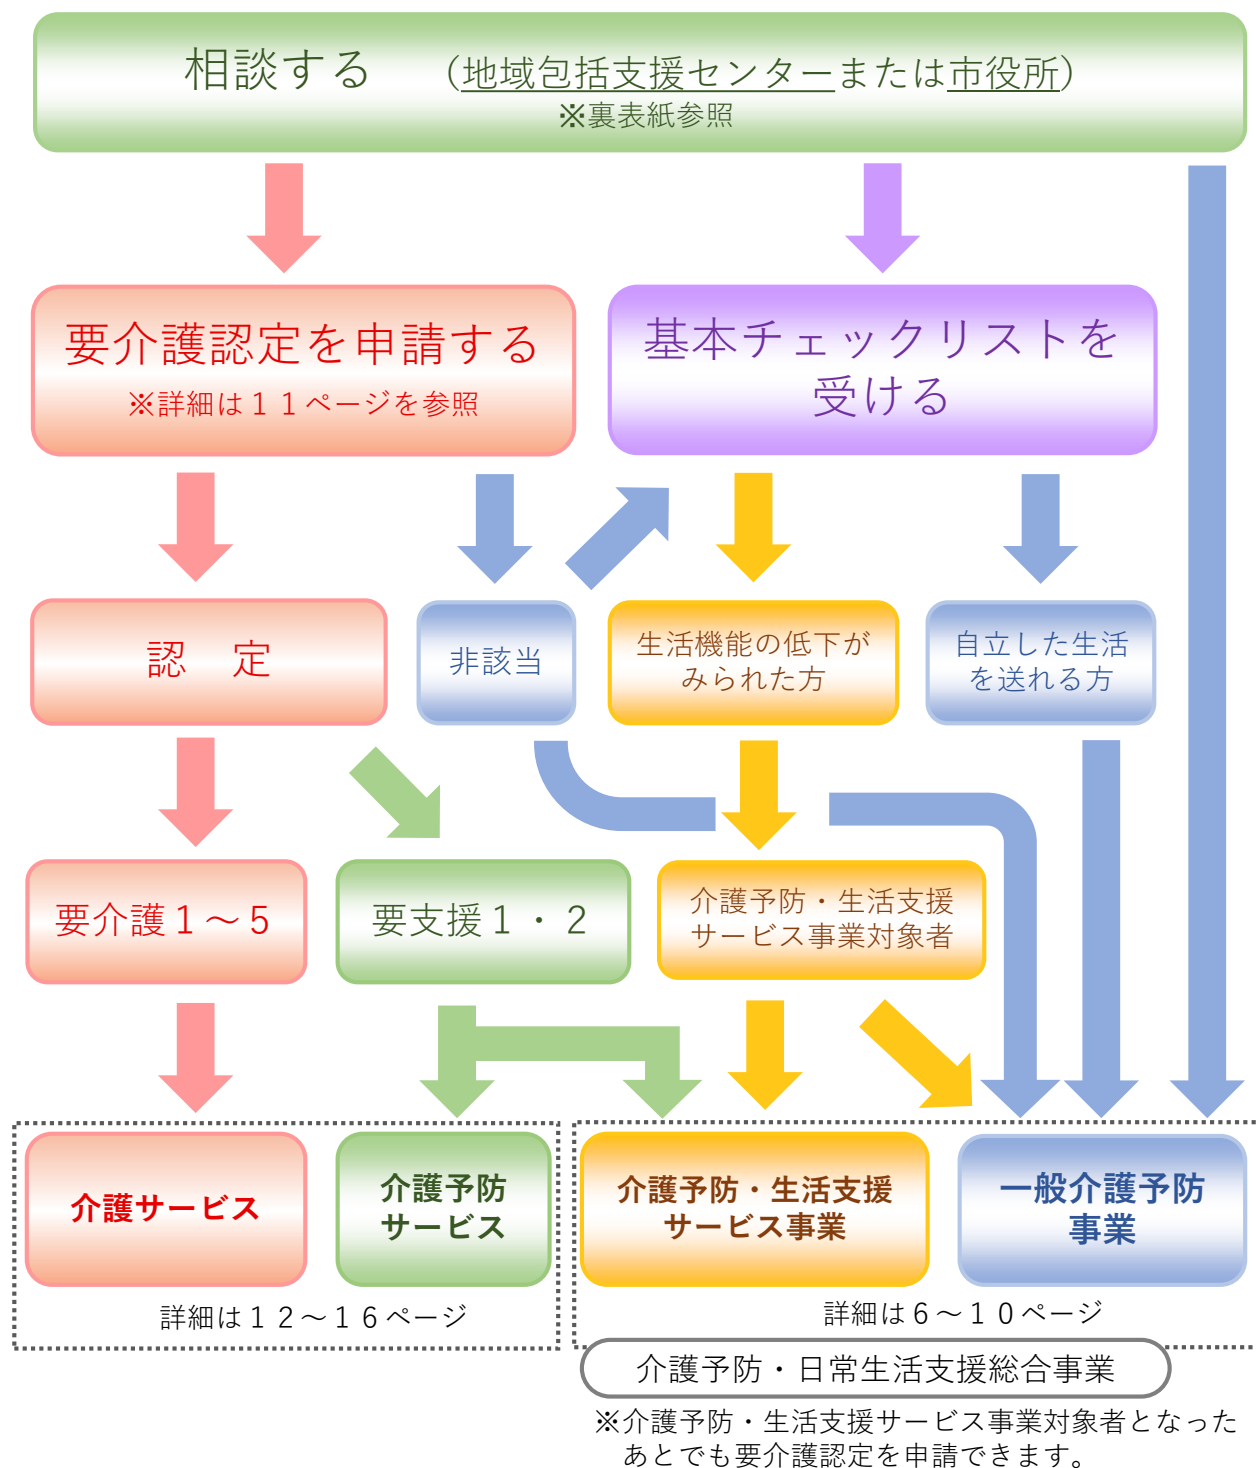 相談する （地域包括支援センターまたは市役所）
※裏表紙参照
要介護認定を申請する
※詳細は１１ページを参照
基本チェックリストを
受ける
認　定
非該当
生活機能の低下が
みられた方
自立した生活
を送れる方
要介護１～５
要支援１・２
介護予防・生活支援
サービス事業対象者
介護サービス
介護予防
サービス
介護予防・生活支援
サービス事業
一般介護予防
事業
詳細は１２～１６ページ
詳細は６～１０ページ
介護予防・日常生活支援総合事業
※介護予防・生活支援サービス事業対象者となった
あとでも要介護認定を申請できます。